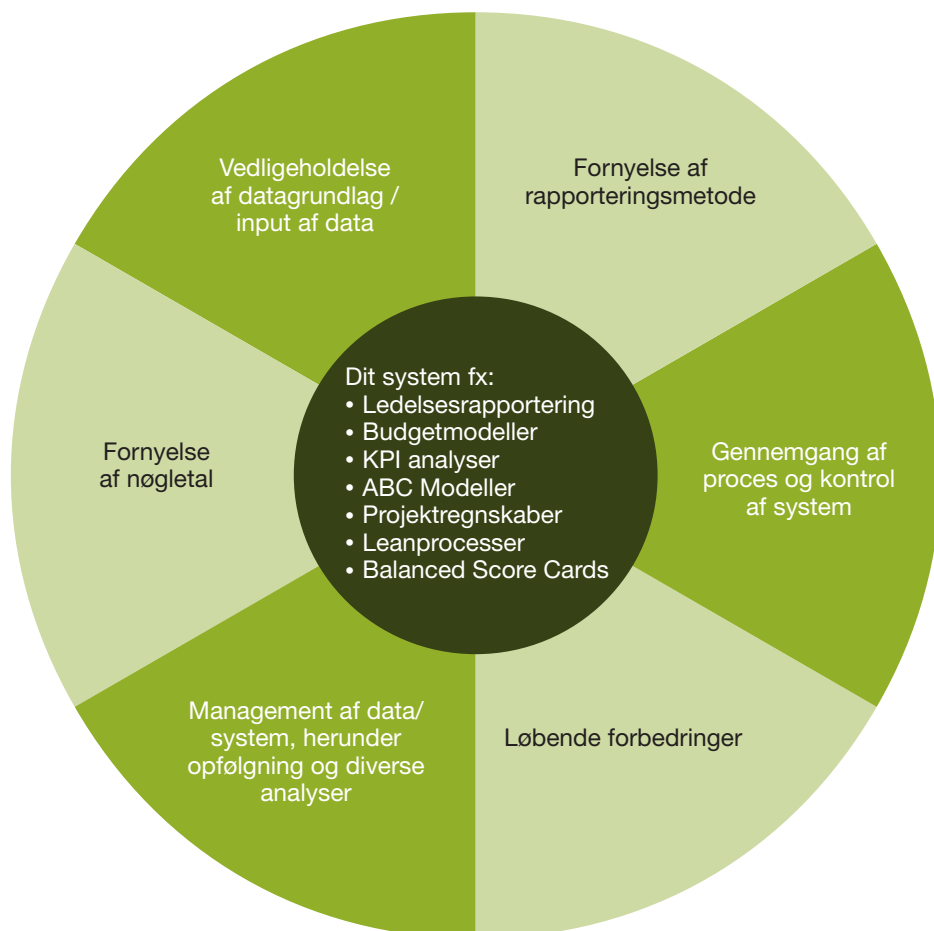 Vedligeholdelse
af datagrundlag /
input af data
Fornyelse af
rapporteringsmetode
Dit system fx:
• Ledelsesrapportering
• Budgetmodeller
• KPI analyser
• ABC Modeller
• Projektregnskaber
• Leanprocesser
• Balanced Score Cards
Fornyelse
af nøgletal
Gennemgang af
proces og kontrol
af system
Management af data/
system, herunder
opfølgning og diverse
analyser
Løbende forbedringer